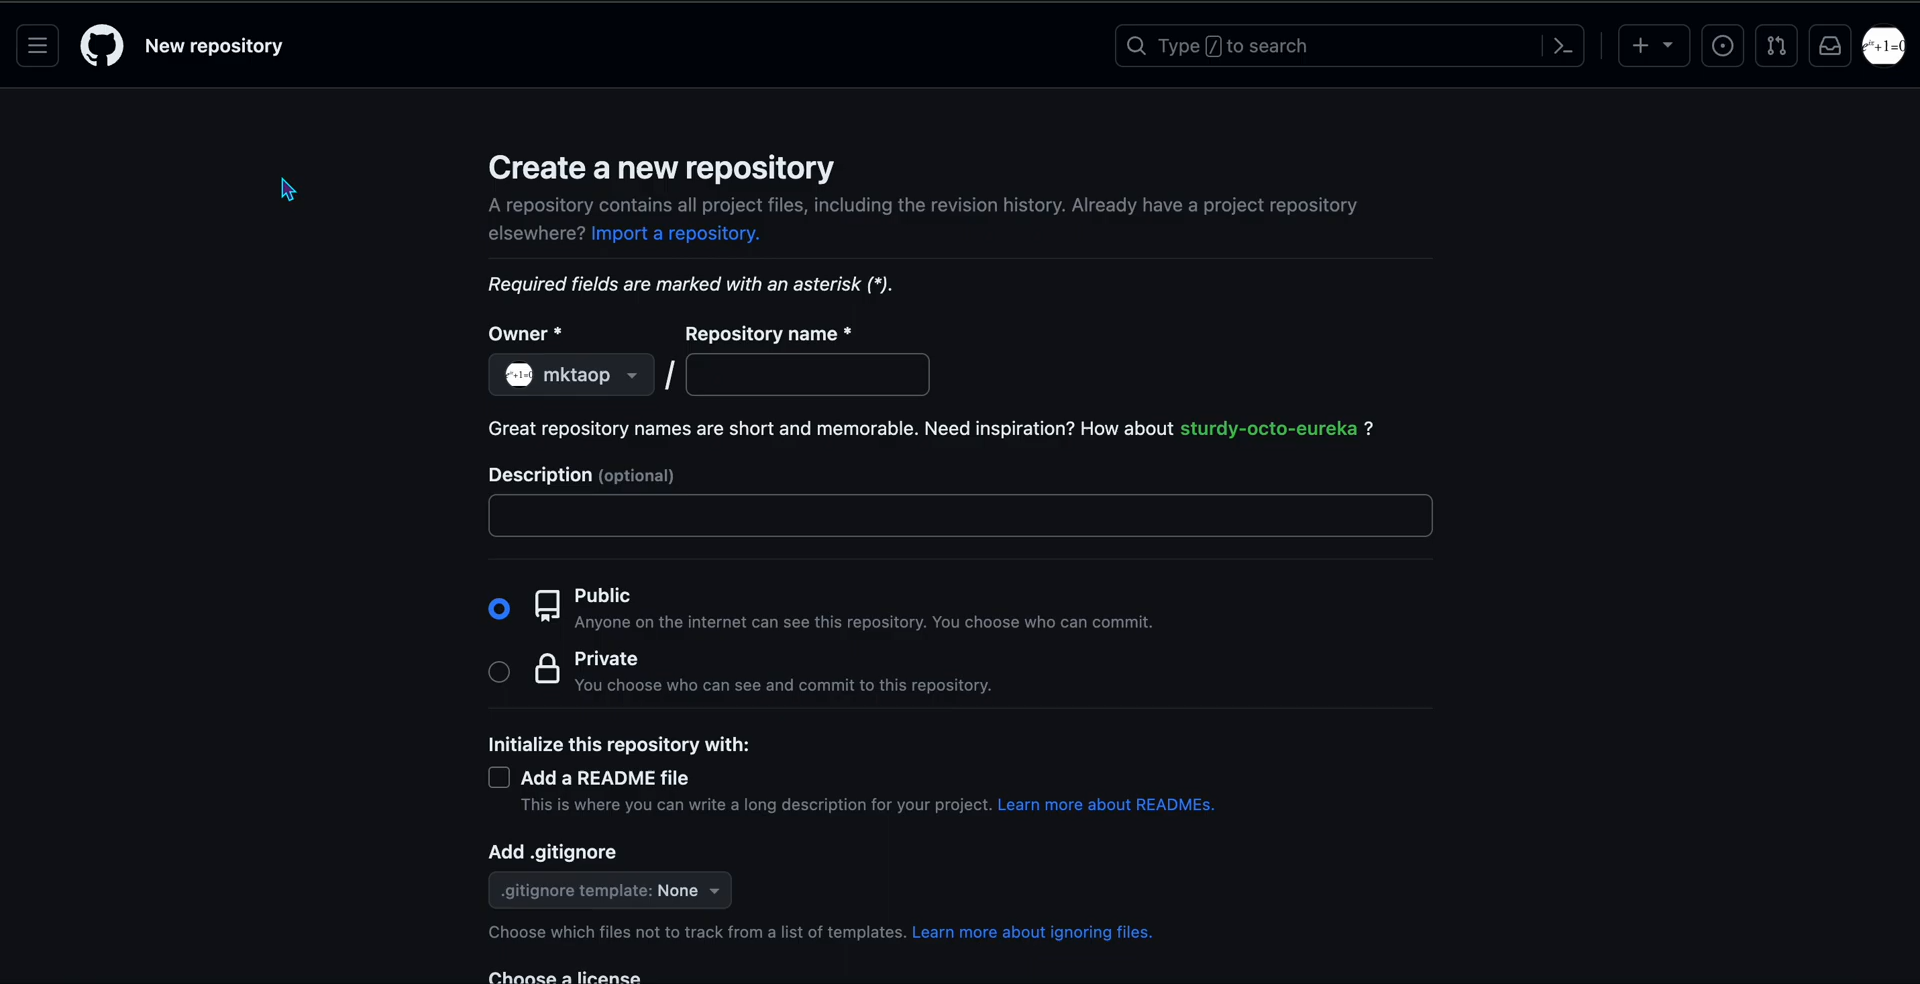 New repository
Type / to search
e^iπ+1=0
Create a new repository
A repository contains all project files, including the revision history. Already have a project repository
elsewhere? Import a repository.
Required fields are marked with an asterisk (*).
Owner * Repository name *
mktaop /
Great repository names are short and memorable. Need inspiration? How about sturdy-octo-eureka ?
Description (optional)
Public
Anyone on the internet can see this repository. You choose who can commit.
Private
You choose who can see and commit to this repository.
Initialize this repository with:
Add a README file
This is where you can write a long description for your project. Learn more about READMEs.
Add .gitignore
.gitignore template: None
Choose which files not to track from a list of templates. Learn more about ignoring files.
Choose a license